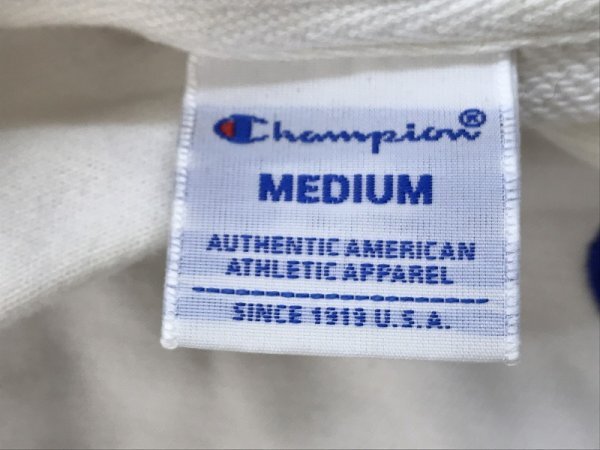 Champion®
MEDIUM
AUTHENTIC AMERICAN
ATHLETIC APPAREL
SINCE 1919 U.S.A.